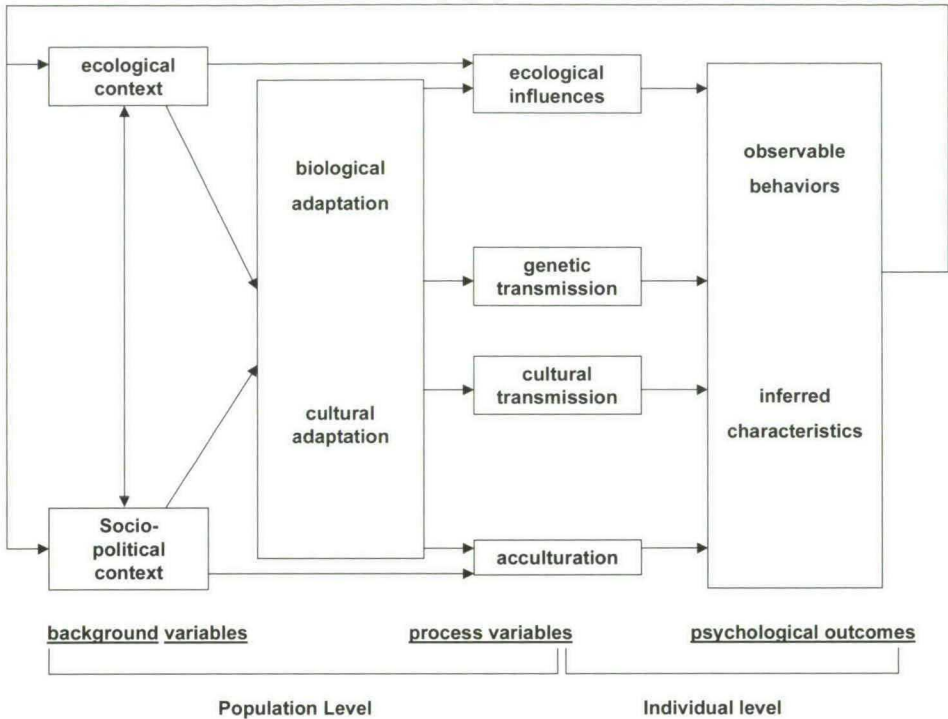 ecological
context
ecological
influences
biological
adaptation
observable
behaviors
genetic
transmission
cultural
transmission
cultural
adaptation
inferred
characteristics
Socio-
political
context
acculturation
background variables
process variables
psychological outcomes
Population Level
Individual level